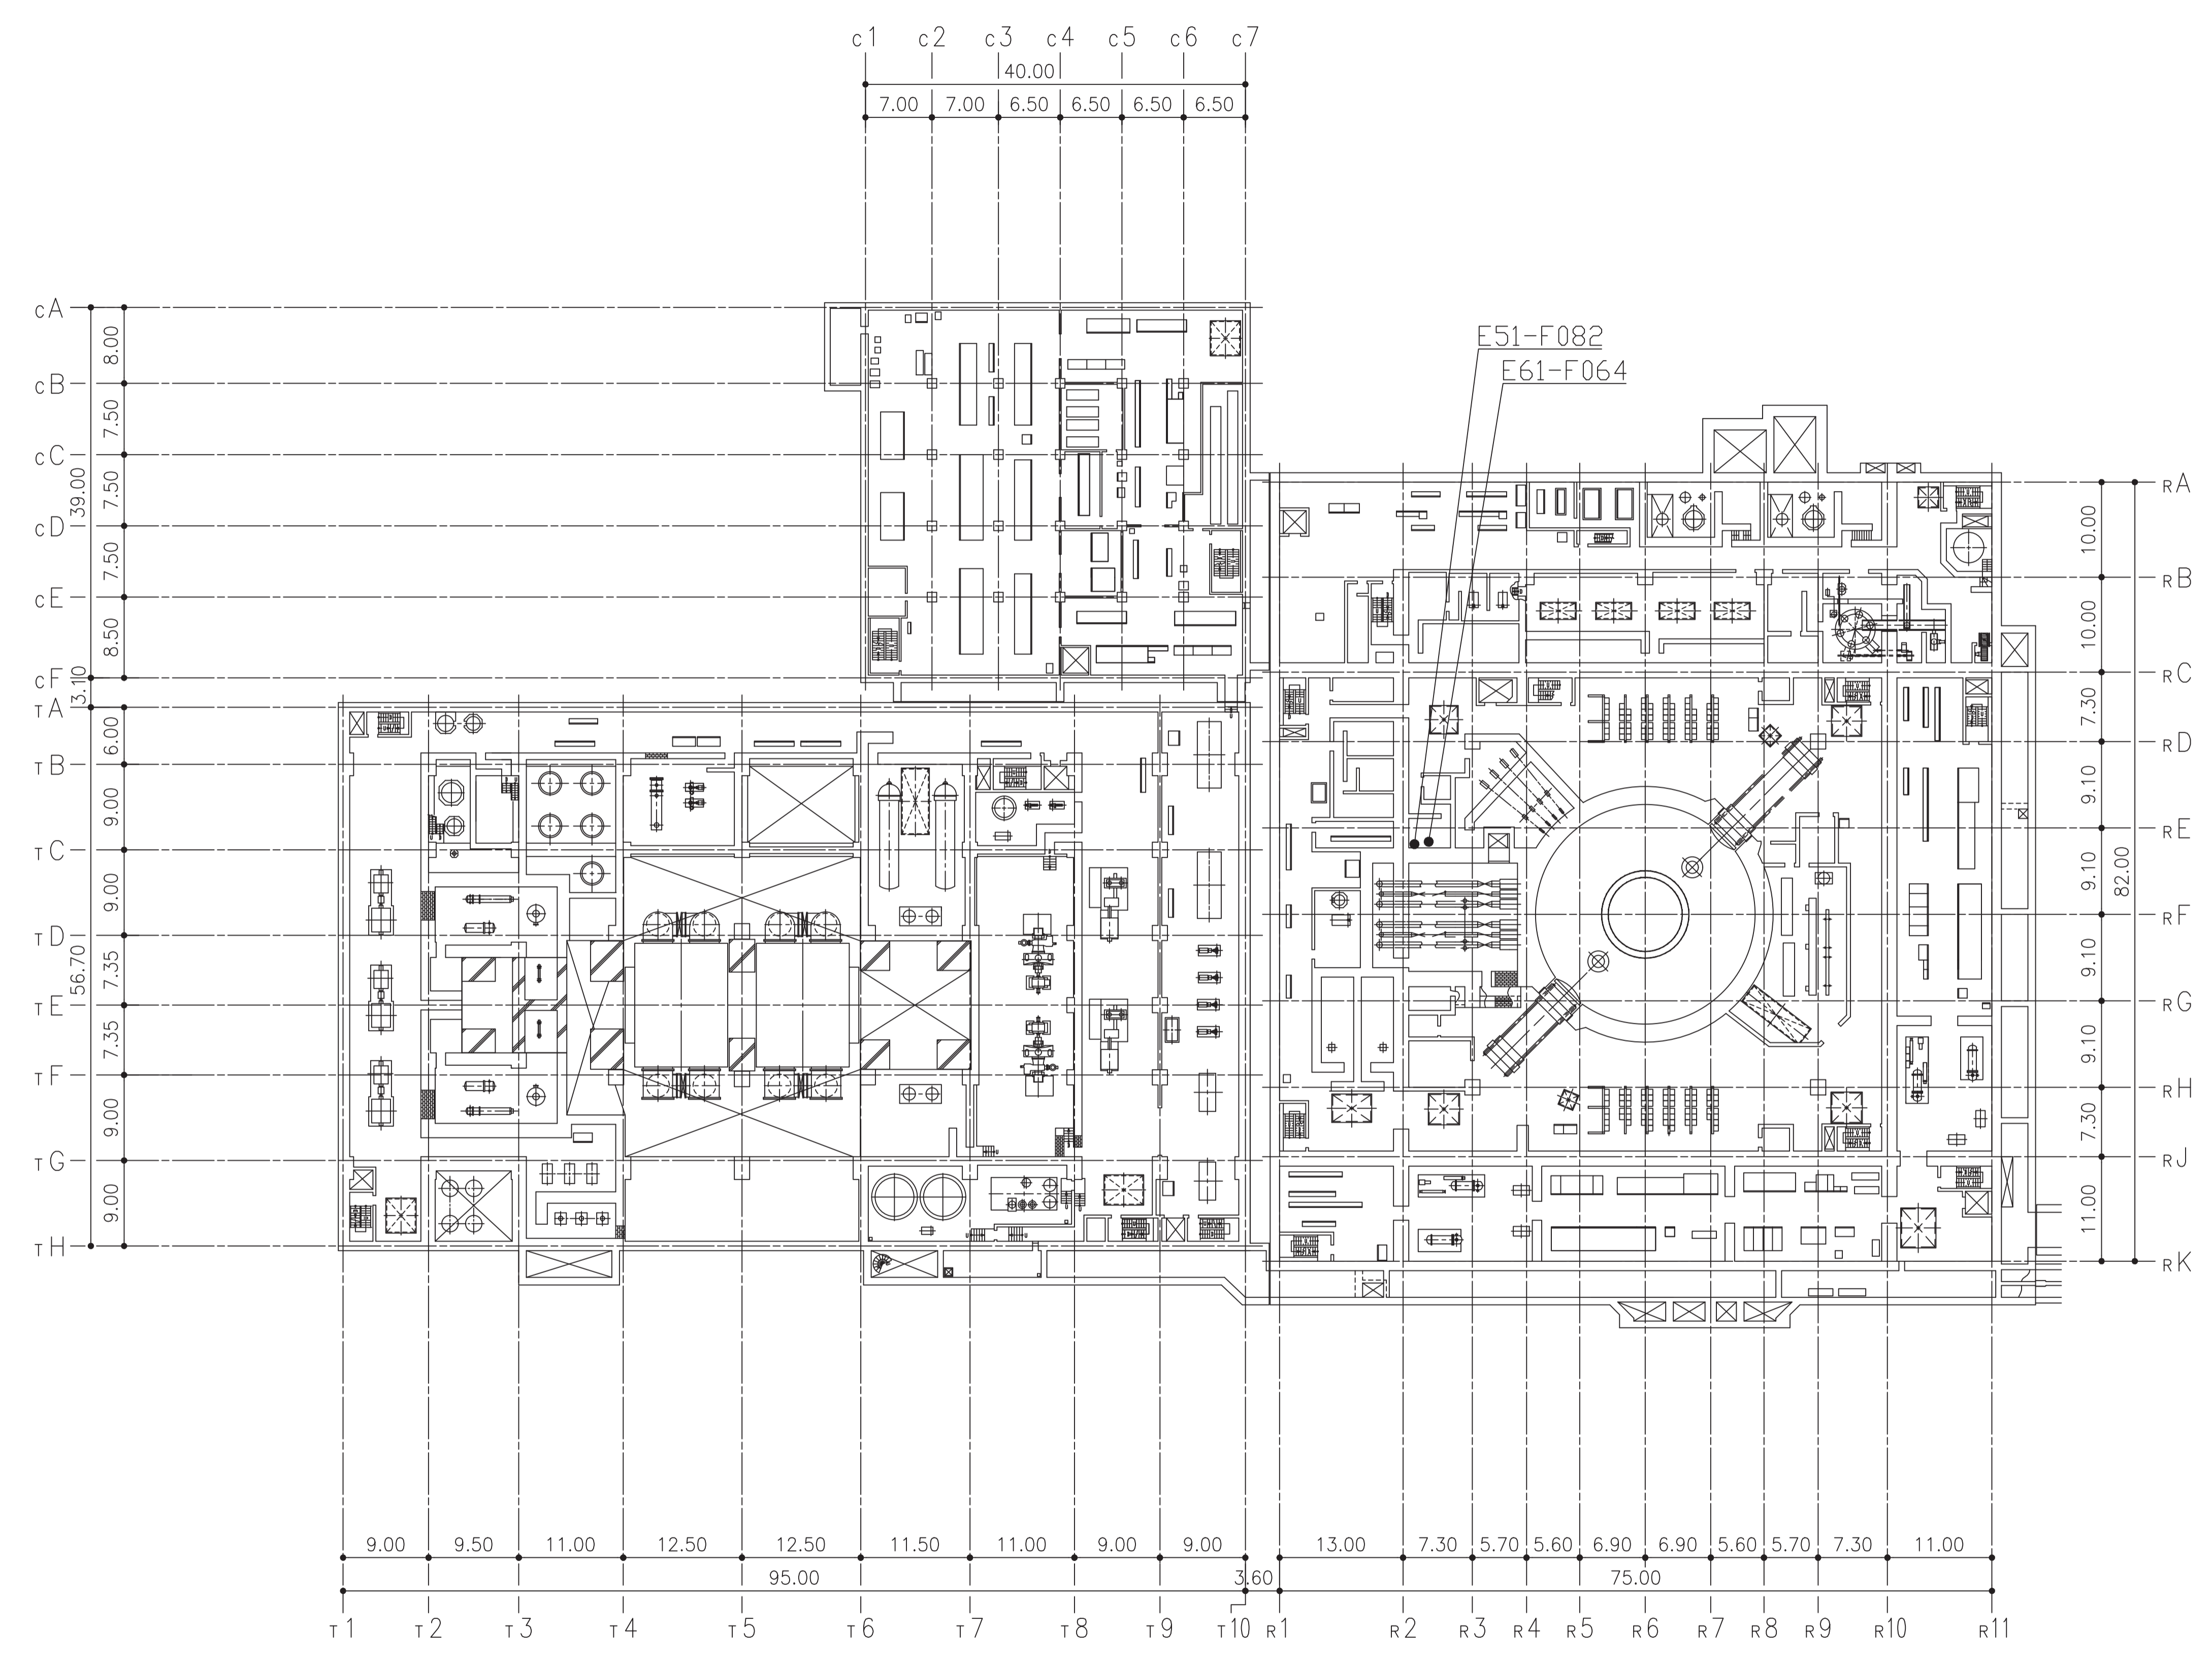 c1 c2 c3 c4 c5 c6 c7
40.00
7.00 7.00 6.50 6.50 6.50 6.50
cA
cB
cC
cD
cE
cF
TA
TB
TC
TD
TE
TF
TG
TH
39.00
3.10
56.70
8.00
7.50
7.50
7.50
8.50
6.00
9.00
9.00
7.35
7.35
9.00
9.00
E51-F082
E61-F064
RA
RB
RC
RD
RE
RF
RG
RH
RJ
RK
10.00
10.00
7.30
9.10
9.10
9.10
9.10
7.30
11.00
82.00
9.00 9.50 11.00 12.50 12.50 11.50 11.00 9.00 9.00 13.00 7.30 5.70 5.60 6.90 6.90 5.60 5.70 7.30 11.00
95.00 3.60 75.00
T1 T2 T3 T4 T5 T6 T7 T8 T9 T10 R1 R2 R3 R4 R5 R6 R7 R8 R9 R10 R11